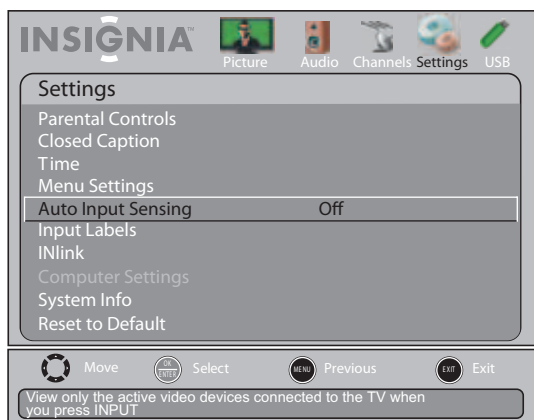 INSIGNIA™
Picture Audio Channels Settings USB
Settings
Parental Controls
Closed Caption
Time
Menu Settings
Auto Input Sensing Off
Input Labels
INlink
Computer Settings
System Info
Reset to Default
Move OK ENTER Select MENU Previous EXIT Exit
View only the active video devices connected to the TV when
you press INPUT